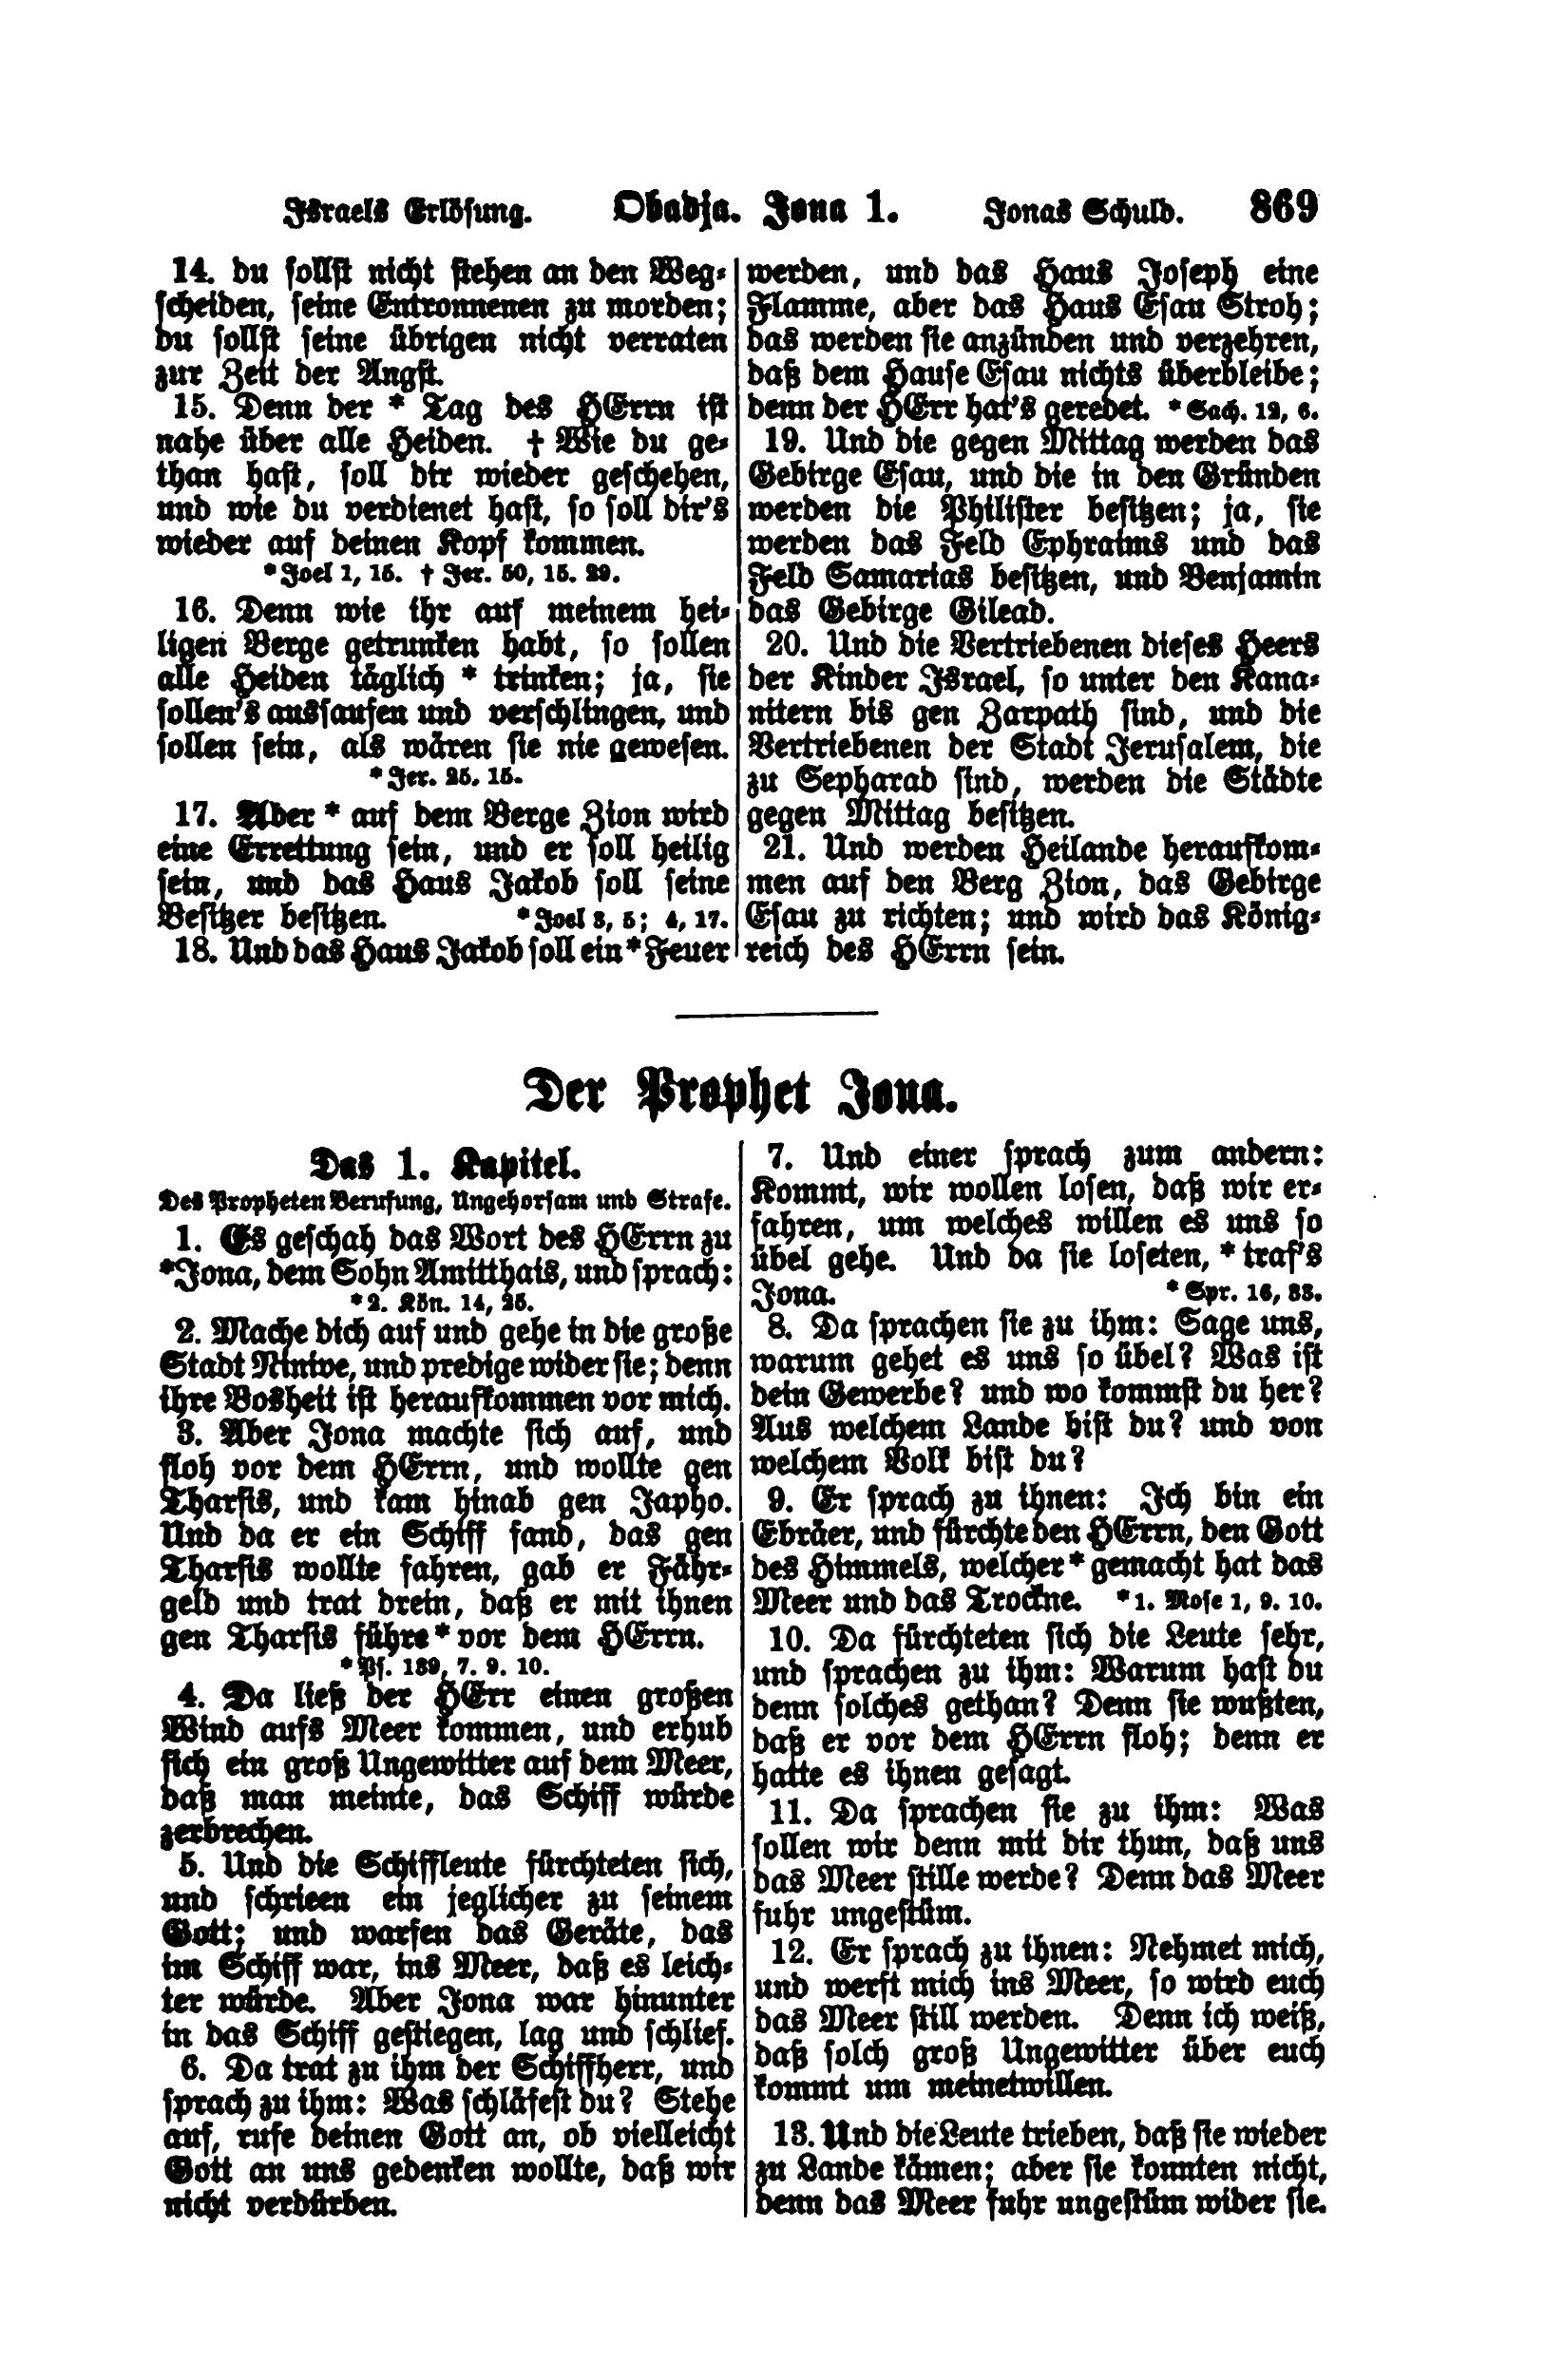 Israels Erlösung. Obadja. Jona 1. Jonas Schuld. 869
14. du sollst nicht stehen an den Weg-
scheiden, seine Entronnenen zu morden;
du sollst seine übrigen nicht verraten
zur Zeit der Angst.
15. Denn der * Tag des HErrn ist
nahe über alle Heiden. † Wie du ge-
than hast, soll dir wieder geschehen,
und wie du verdienet hast, so soll dir's
wieder auf deinen Kopf kommen.
* Joel 1, 15. † Jer. 50, 15. 29.
16. Denn wie ihr auf meinem hei-
ligen Berge getrunken habt, so sollen
alle Heiden täglich * trinken; ja, sie
sollen's aussaufen und verschlingen, und
sollen sein, als wären sie nie gewesen.
* Jer. 25, 15.
17. Aber * auf dem Berge Zion wird
eine Errettung sein, und er soll heilig
sein, und das Haus Jakob soll seine
Besitzer besitzen. * Joel 3, 5; 4, 17.
18. Und das Haus Jakob soll ein * Feuer
werden, und das Haus Joseph eine
Flamme, aber das Haus Esau Stroh;
das werden sie anzünden und verzehren,
daß dem Hause Esau nichts überbleibe;
denn der HErr hat's geredet. * Sach. 12, 6.
19. Und die gegen Mittag werden das
Gebirge Esau, und die in den Gründen
werden die Philister besitzen; ja, sie
werden das Feld Ephraims und das
Feld Samarias besitzen, und Benjamin
das Gebirge Gilead.
20. Und die Vertriebenen dieses Heers
der Kinder Israel, so unter den Kana-
nitern bis gen Zarpath sind, und die
Vertriebenen der Stadt Jerusalem, die
zu Sepharad sind, werden die Städte
gegen Mittag besitzen.
21. Und werden Heilande heraufkom-
men auf den Berg Zion, das Gebirge
Esau zu richten; und wird das König-
reich des HErrn sein.
Der Prophet Jona.
Das 1. Kapitel.
Des Propheten Berufung, Ungehorsam und Strafe.
1. Es geschah das Wort des HErrn zu
* Jona, dem Sohn Amitthais, und sprach:
* 2. Kön. 14, 25.
2. Mache dich auf und gehe in die große
Stadt Ninive, und predige wider sie; denn
ihre Bosheit ist heraufkommen vor mich.
3. Aber Jona machte sich auf, und
floh vor dem HErrn, und wollte gen
Tharsis, und kam hinab gen Japho.
Und da er ein Schiff fand, das gen
Tharsis wollte fahren, gab er Fähr-
geld und trat drein, daß er mit ihnen
gen Tharsis führe * vor dem HErrn.
* Ps. 139, 7. 9. 10.
4. Da ließ der HErr einen großen
Wind aufs Meer kommen, und erhub
sich ein groß Ungewitter auf dem Meer,
daß man meinte, das Schiff würde
zerbrechen.
5. Und die Schiffleute fürchteten sich,
und schrieen ein jeglicher zu seinem
Gott; und warfen das Geräte, das
im Schiff war, ins Meer, daß es leich-
ter würde. Aber Jona war hinunter
in das Schiff gestiegen, lag und schlief.
6. Da trat zu ihm der Schiffherr, und
sprach zu ihm: Was schläfest du? Stehe
auf, rufe deinen Gott an, ob vielleicht
Gott an uns gedenken wollte, daß wir
nicht verdürben.
7. Und einer sprach zum andern:
Kommt, wir wollen losen, daß wir er-
fahren, um welches willen es uns so
übel gehe. Und da sie loseten, * traf's
Jona. * Spr. 16, 33.
8. Da sprachen sie zu ihm: Sage uns,
warum gehet es uns so übel? Was ist
dein Gewerbe? und wo kommst du her?
Aus welchem Lande bist du? und von
welchem Volk bist du?
9. Er sprach zu ihnen: Ich bin ein
Ebräer, und fürchte den HErrn, den Gott
des Himmels, welcher * gemacht hat das
Meer und das Trockne. * 1. Mose 1, 9. 10.
10. Da fürchteten sich die Leute sehr,
und sprachen zu ihm: Warum hast du
denn solches gethan? Denn sie wußten,
daß er vor dem HErrn floh; denn er
hatte es ihnen gesagt.
11. Da sprachen sie zu ihm: Was
sollen wir denn mit dir thun, daß uns
das Meer stille werde? Denn das Meer
fuhr ungestüm.
12. Er sprach zu ihnen: Nehmet mich,
und werft mich ins Meer, so wird euch
das Meer still werden. Denn ich weiß,
daß solch groß Ungewitter über euch
kommt um meinetwillen.
13. Und die Leute trieben, daß sie wieder
zu Lande kämen; aber sie konnten nicht,
denn das Meer fuhr ungestüm wider sie.